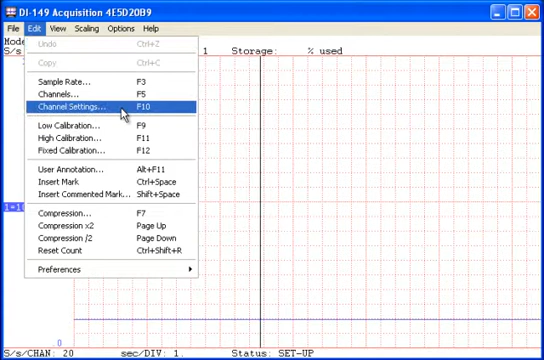 DI-149 Acquisition 4E5D20B9
File Edit View Scaling Options Help
Undo Ctrl+Z
1 Storage: % used
S/s
Copy Ctrl+C
Sample Rate... F3
Channels... F5
Channel Settings... F10
Low Calibration... F9
High Calibration... F11
Fixed Calibration... F12
User Annotation... Alt+F11
Insert Mark Ctrl+Space
Insert Commented Mark... Shift+Space
Compression... F7
Compression x2 Page Up
Compression /2 Page Down
Reset Count Ctrl+Shift+R
Preferences
0
S/s/CHAN: 20 sec/DIV: 1. Status: SET-UP